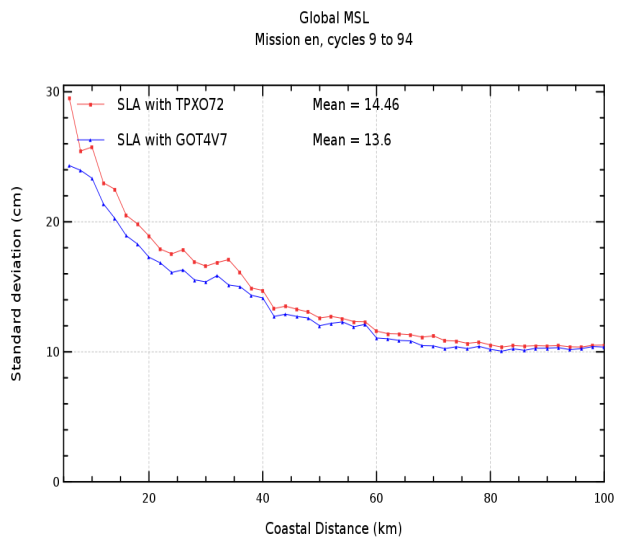 Global MSL
Mission en, cycles 9 to 94
SLA with TPXO72 Mean = 14.46
SLA with GOT4V7 Mean = 13.6
Standard deviation (cm)
30
20
10
0
20 40 60 80 100
Coastal Distance (km)